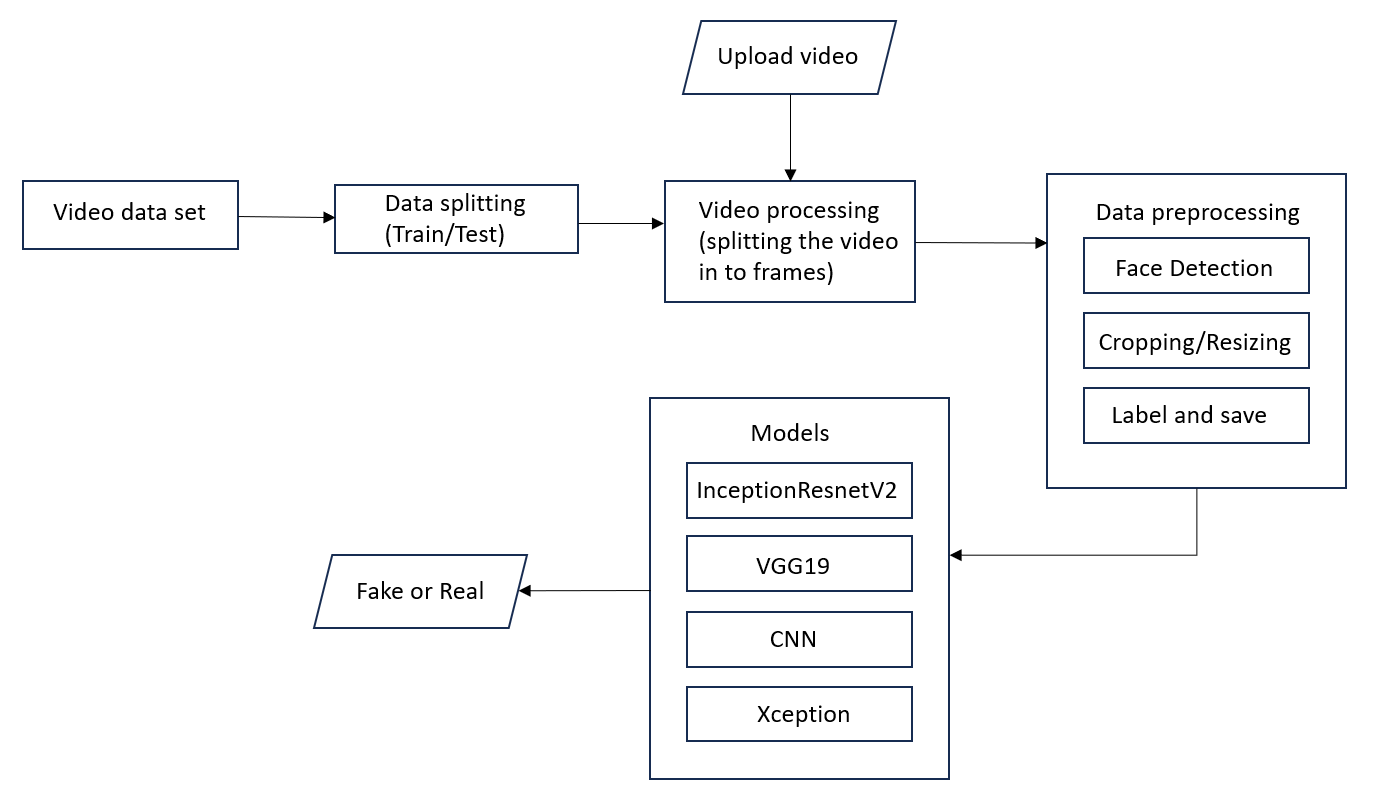 Upload video
Video data set
Data splitting
(Train/Test)
Video processing
(splitting the video
in to frames)
Data preprocessing
Face Detection
Cropping/Resizing
Label and save
Models
InceptionResnetV2
VGG19
CNN
Xception
Fake or Real